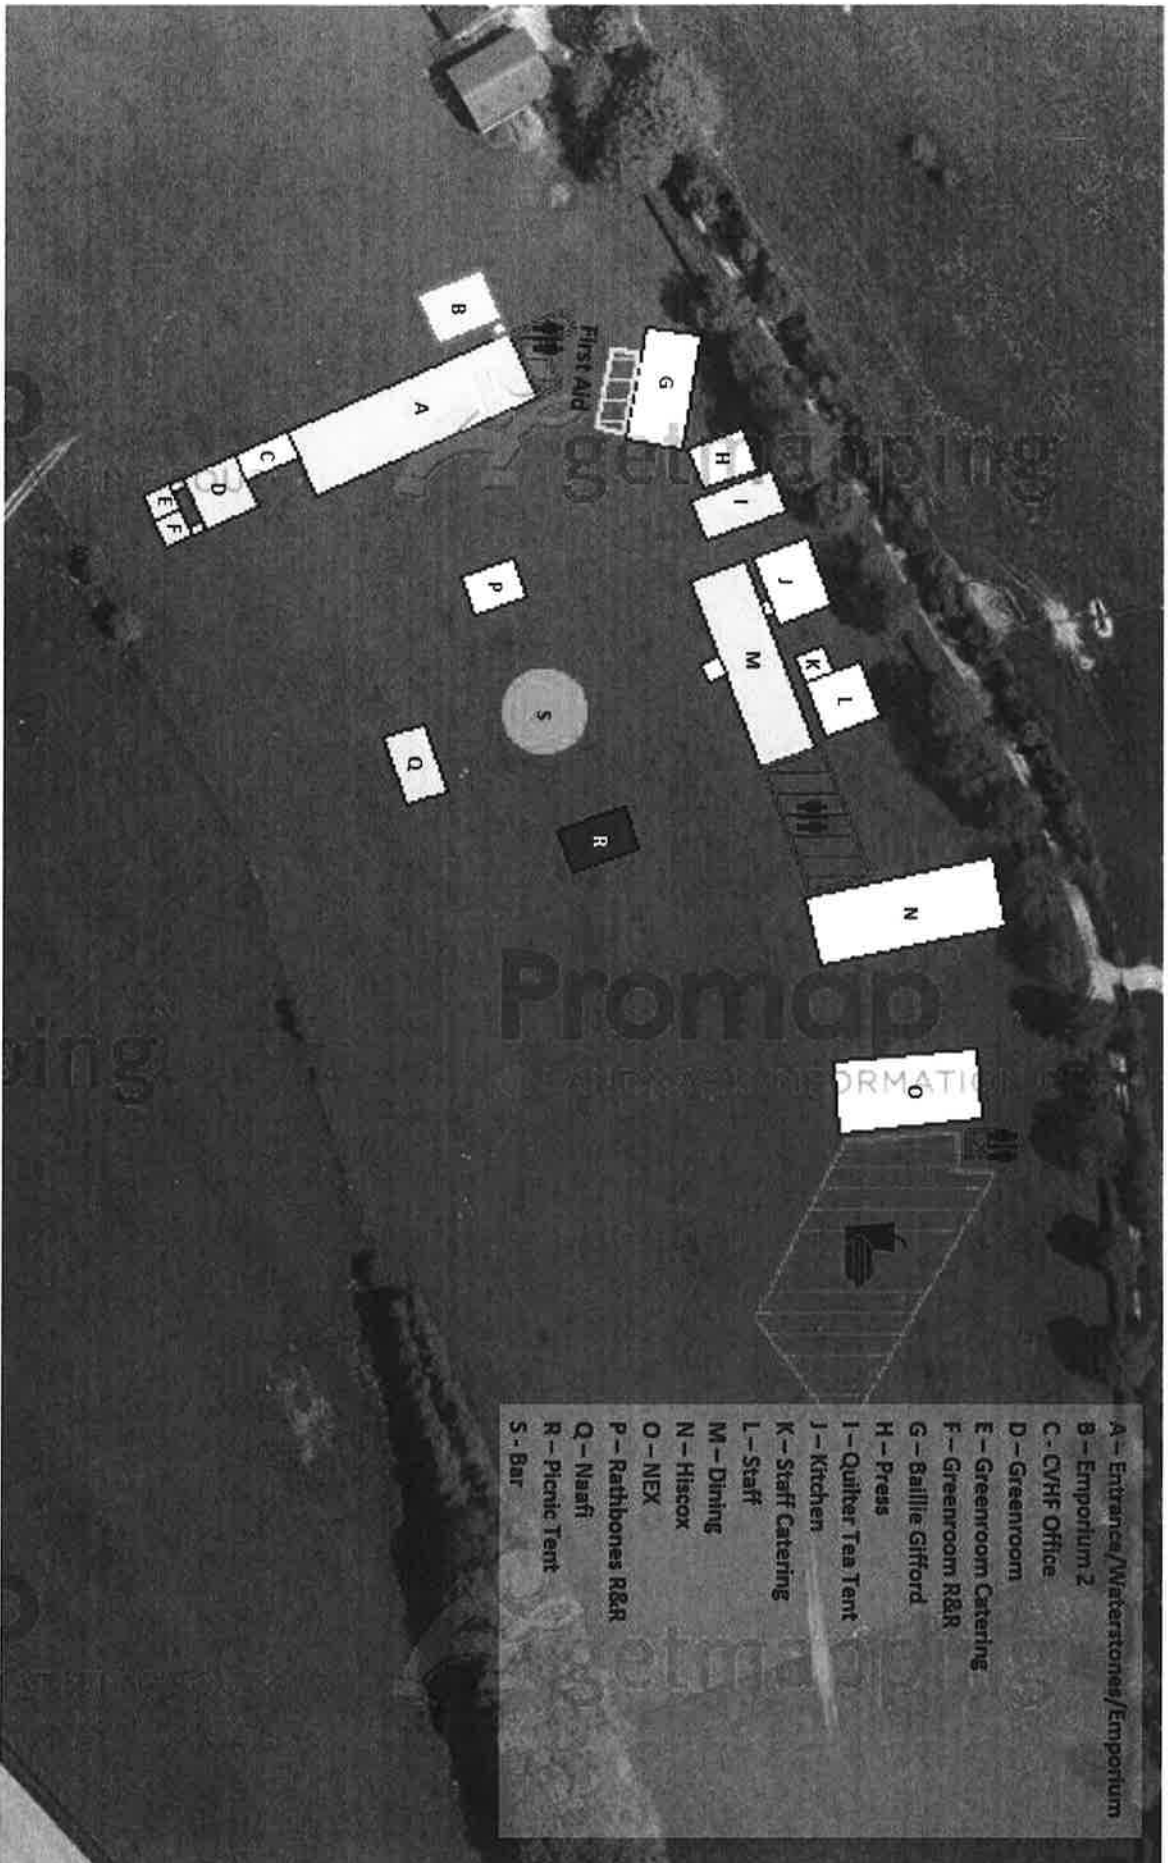 A – Entrance/Waterstones/Emporium
B – Emporium 2
C - CVHF Office
D – Greenroom
E – Greenroom Catering
F – Greenroom R&R
G – Baillie Gifford
H – Press
I – Quilter Tea Tent
J – Kitchen
K – Staff Catering
L – Staff
M – Dining
N – Hiscox
O – NEX
P – Rathbones R&R
Q – Naafi
R – Picnic Tent
S - Bar
First Aid
B
A
C
D
E
F
G
H
I
J
K
L
M
N
O
P
Q
R
S
getmapping
Promap
getmapping